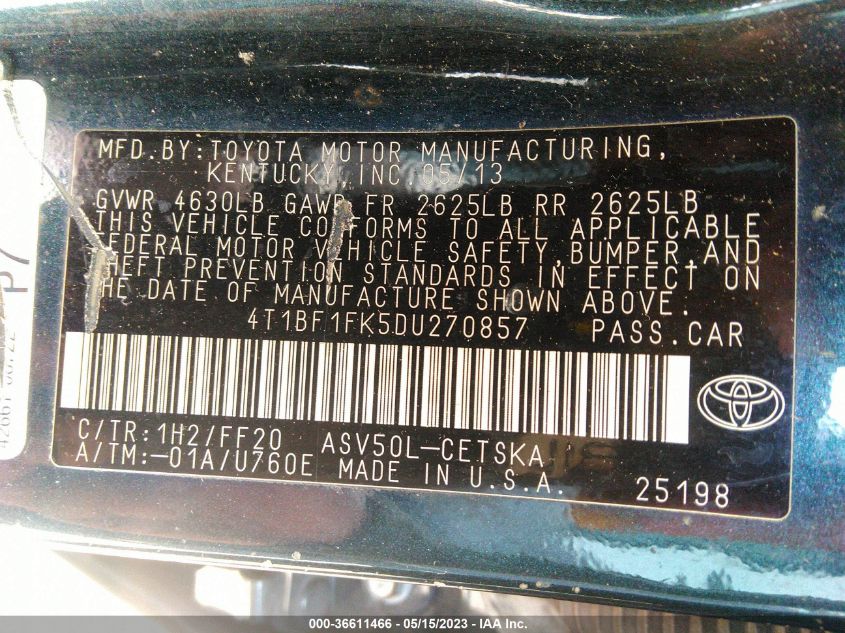 MFD.BY:TOYOTA MOTOR MANUFACTURING,
KENTUCKY,INC 05/13
GVWR 4630LB GAWR FR 2625LB RR 2625LB
THIS VEHICLE CONFORMS TO ALL APPLICABLE
FEDERAL MOTOR VEHICLE SAFETY,BUMPER,AND
THEFT PREVENTION STANDARDS IN EFFECT ON
THE DATE OF MANUFACTURE SHOWN ABOVE.
4T1BF1FK5DU270857 PASS.CAR
C/TR:1H2/FF20 ASV50L-CETSKA
A/TM:-01A/U760E MADE IN U.S.A.
25198
P7
000-36611466 - 05/15/2023 - IAA Inc.